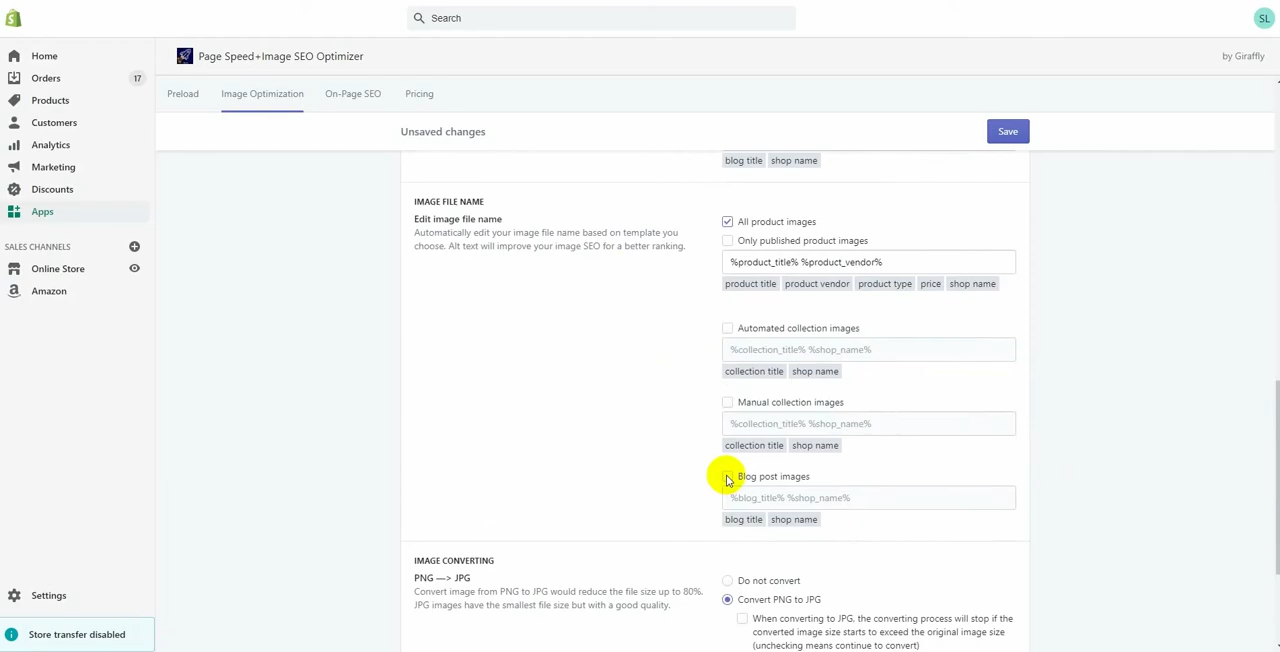 Search
SL
Home
Page Speed+Image SEO Optimizer
by Giraffly
Orders
17
Products
Customers
Analytics
Marketing
Discounts
Apps
SALES CHANNELS
Online Store
Amazon
Settings
Store transfer disabled
Preload
Image Optimization
On-Page SEO
Pricing
Unsaved changes
Save
blog title
shop name
IMAGE FILE NAME
Edit image file name
Automatically edit your image file name based on template you
choose. Alt text will improve your image SEO for a better ranking.
All product images
Only published product images
%product_title% %product_vendor%
product title
product vendor
product type
price
shop name
Automated collection images
%collection_title% %shop_name%
collection title
shop name
Manual collection images
%collection_title% %shop_name%
collection title
shop name
Blog post images
%blog_title% %shop_name%
blog title
shop name
IMAGE CONVERTING
PNG —> JPG
Convert image from PNG to JPG would reduce the file size up to 80%.
JPG images have the smallest file size but with a good quality.
Do not convert
Convert PNG to JPG
When converting to JPG, the converting process will stop if the
converted image size starts to exceed the original image size
(unchecking means continue to convert)